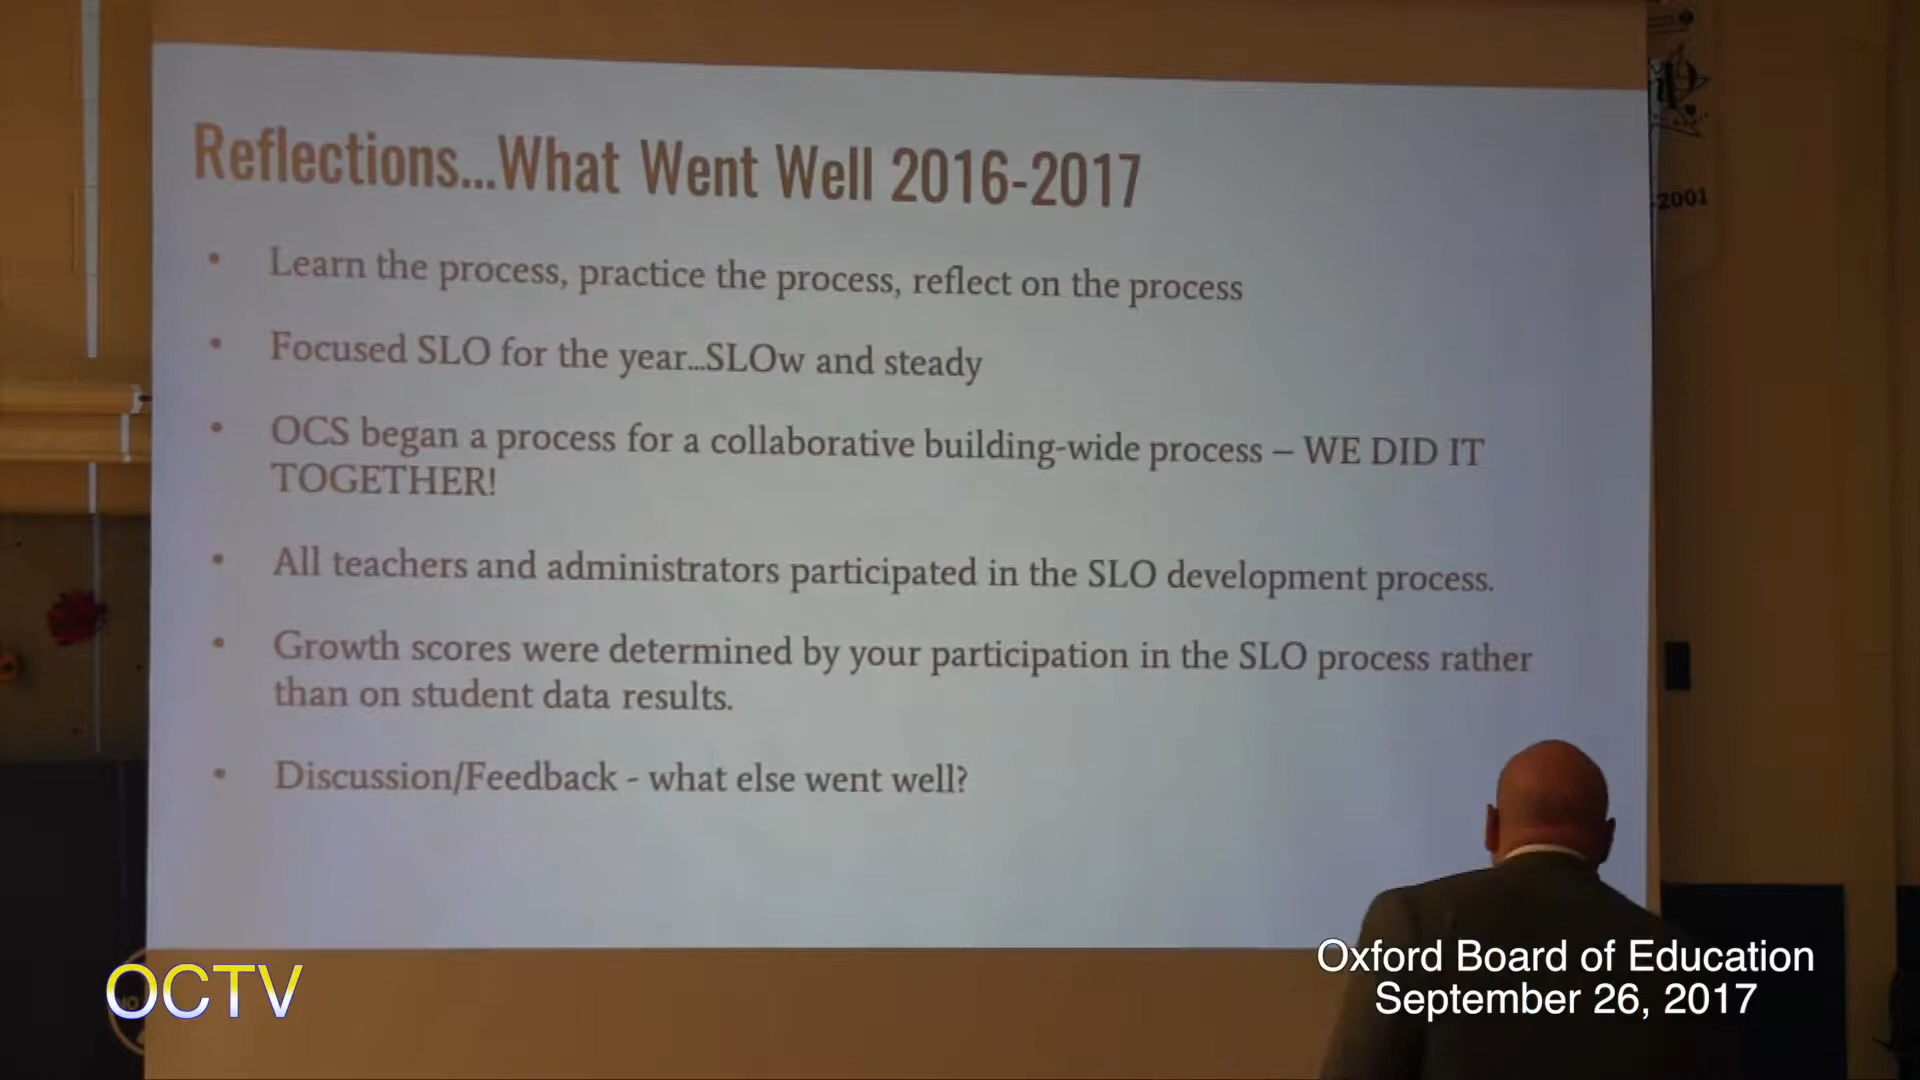 Reflections...What Went Well 2016-2017
• Learn the process, practice the process, reflect on the process
• Focused SLO for the year...SLOw and steady
• OCS began a process for a collaborative building-wide process – WE DID IT
TOGETHER!
• All teachers and administrators participated in the SLO development process.
• Growth scores were determined by your participation in the SLO process rather
than on student data results.
• Discussion/Feedback - what else went well?
2001
OCTV
Oxford Board of Education
September 26, 2017